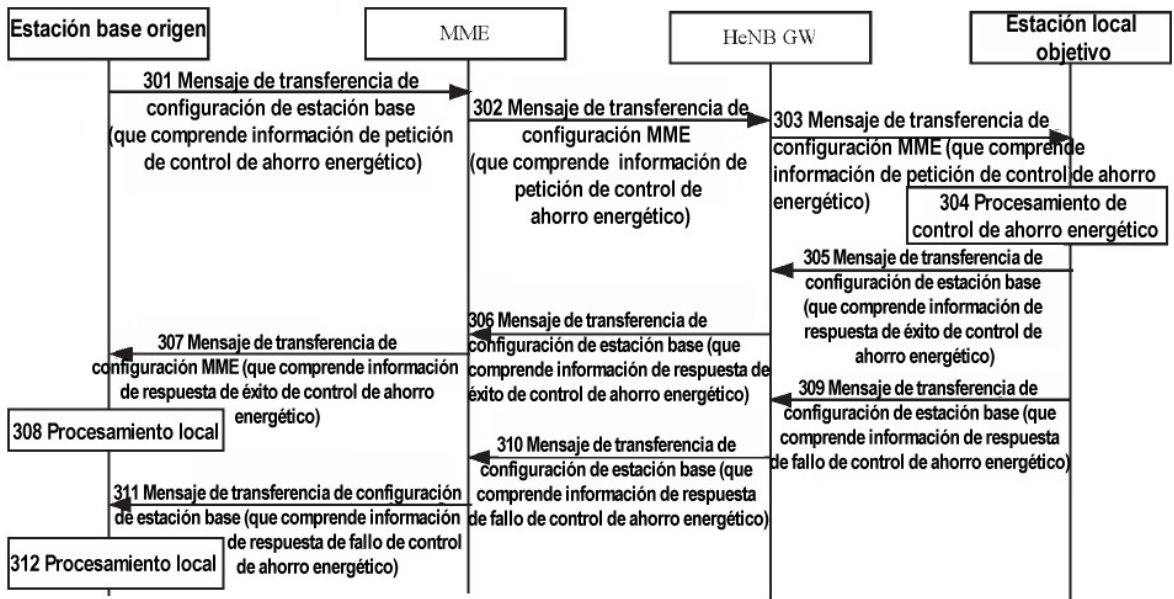 Estación base origen
MME
HeNB GW
Estación local
objetivo
301 Mensaje de transferencia de
configuración de estación base
(que comprende información de petición
de control de ahorro energético)
302 Mensaje de transferencia de
configuración MME
(que comprende información de
petición de control de
ahorro energético)
303 Mensaje de transferencia de
configuración MME (que comprende
información de petición de control de ahorro
energético)
304 Procesamiento de
control de ahorro energético
305 Mensaje de transferencia de
configuración de estación base
(que comprende información de
respuesta de éxito de control de
ahorro energético)
306 Mensaje de transferencia de
configuración de estación base (que
comprende información de respuesta de
éxito de control de ahorro energético)
307 Mensaje de transferencia de
configuración MME (que comprende información
de respuesta de éxito de control de ahorro
energético)
308 Procesamiento local
309 Mensaje de transferencia de
configuración de estación base (que
comprende información de respuesta
de fallo de control de ahorro energético)
310 Mensaje de transferencia de
configuración de estación base (que
comprende información de respuesta
de fallo de control de ahorro energético)
311 Mensaje de transferencia de configuración
de estación base (que comprende información
de respuesta de fallo de control
de ahorro energético)
312 Procesamiento local